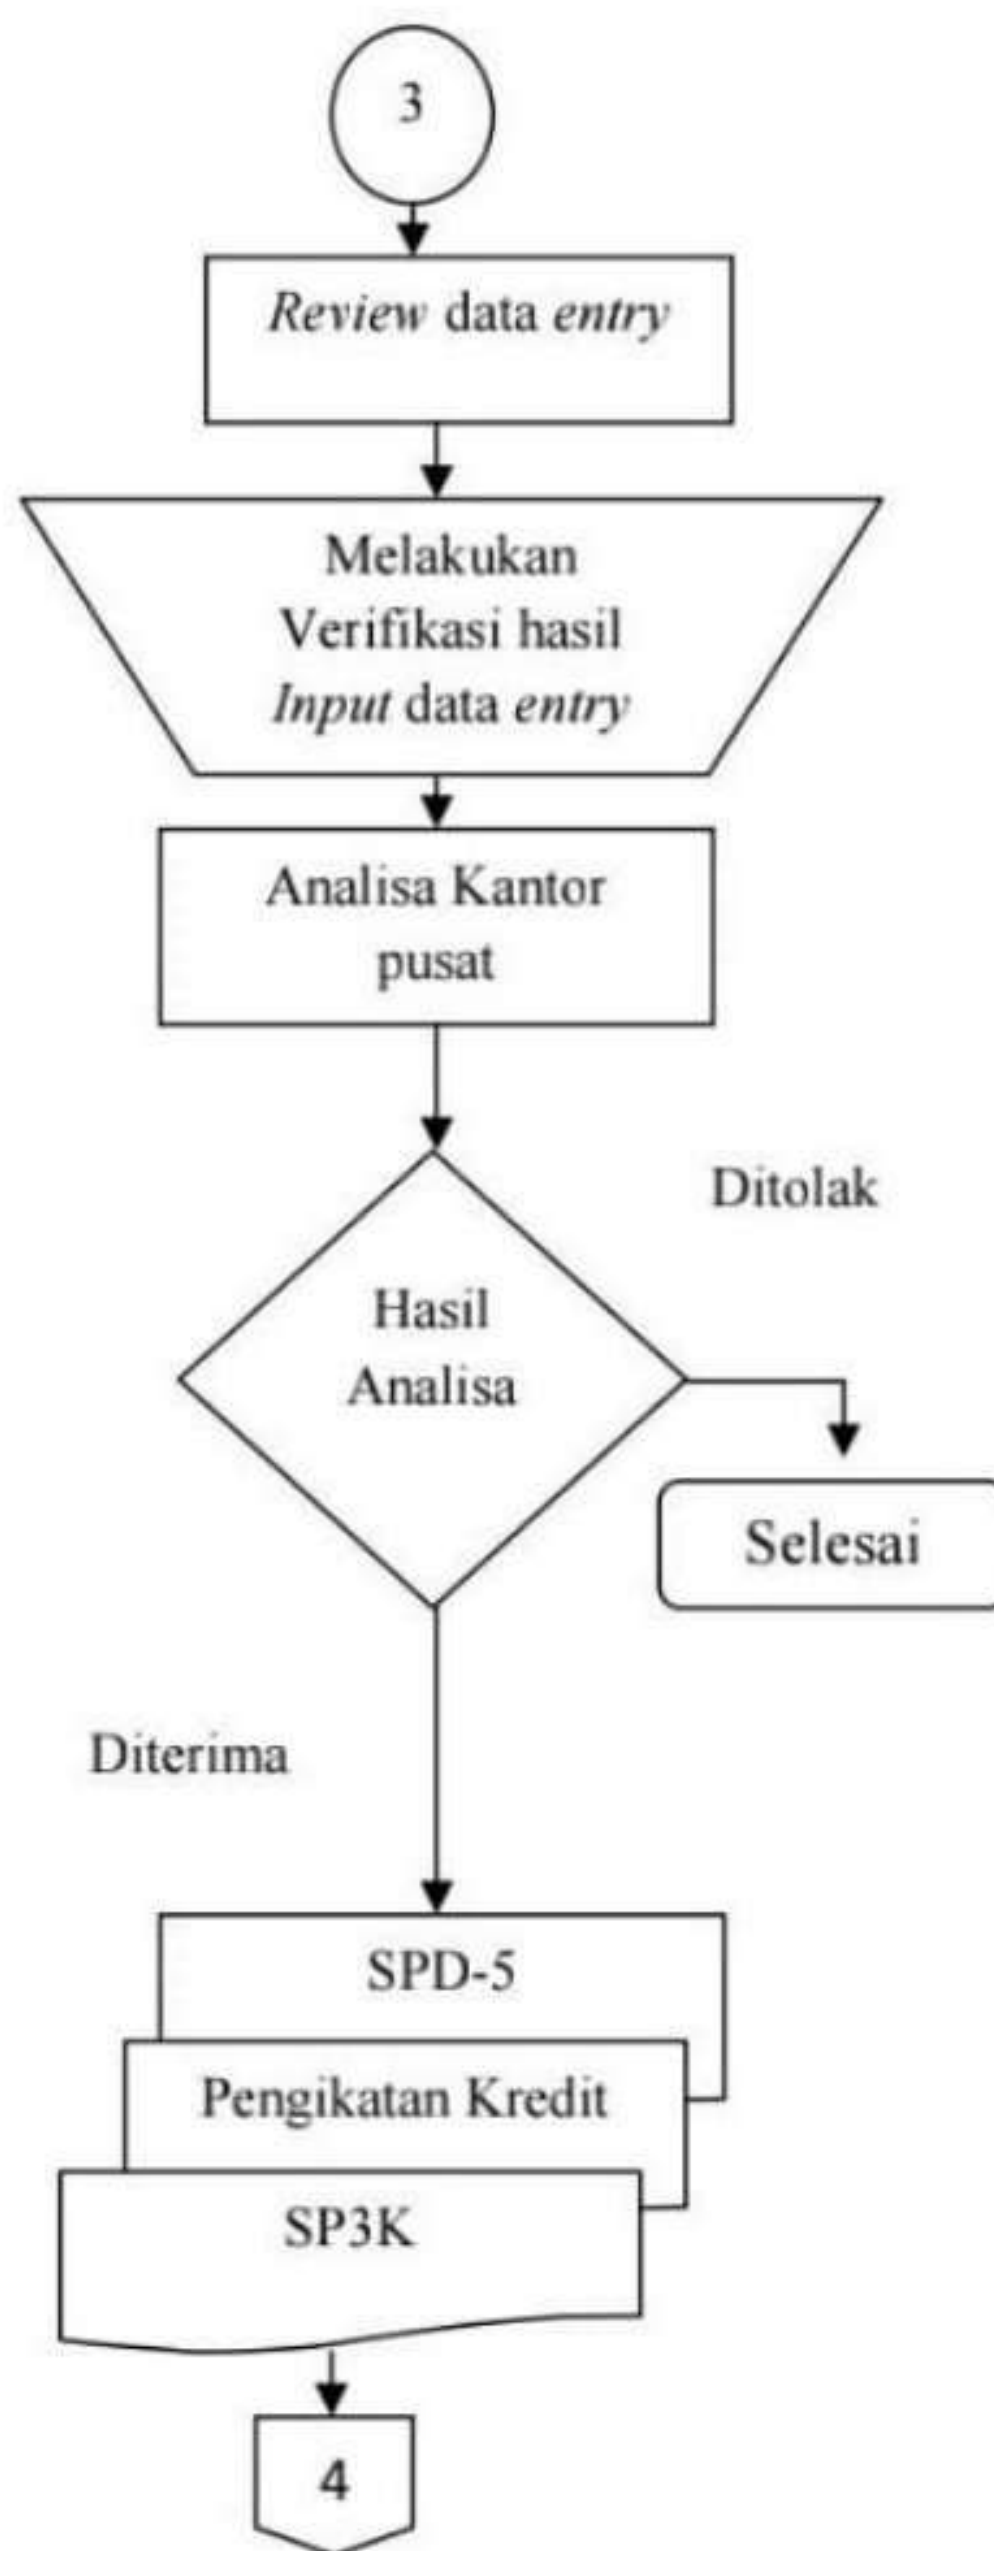 3
Review data entry
Melakukan
Verifikasi hasil
Input data entry
Analisa Kantor
pusat
Ditolak
Hasil
Analisa
Selesai
Diterima
SPD-5
Pengikatan Kredit
SP3K
4